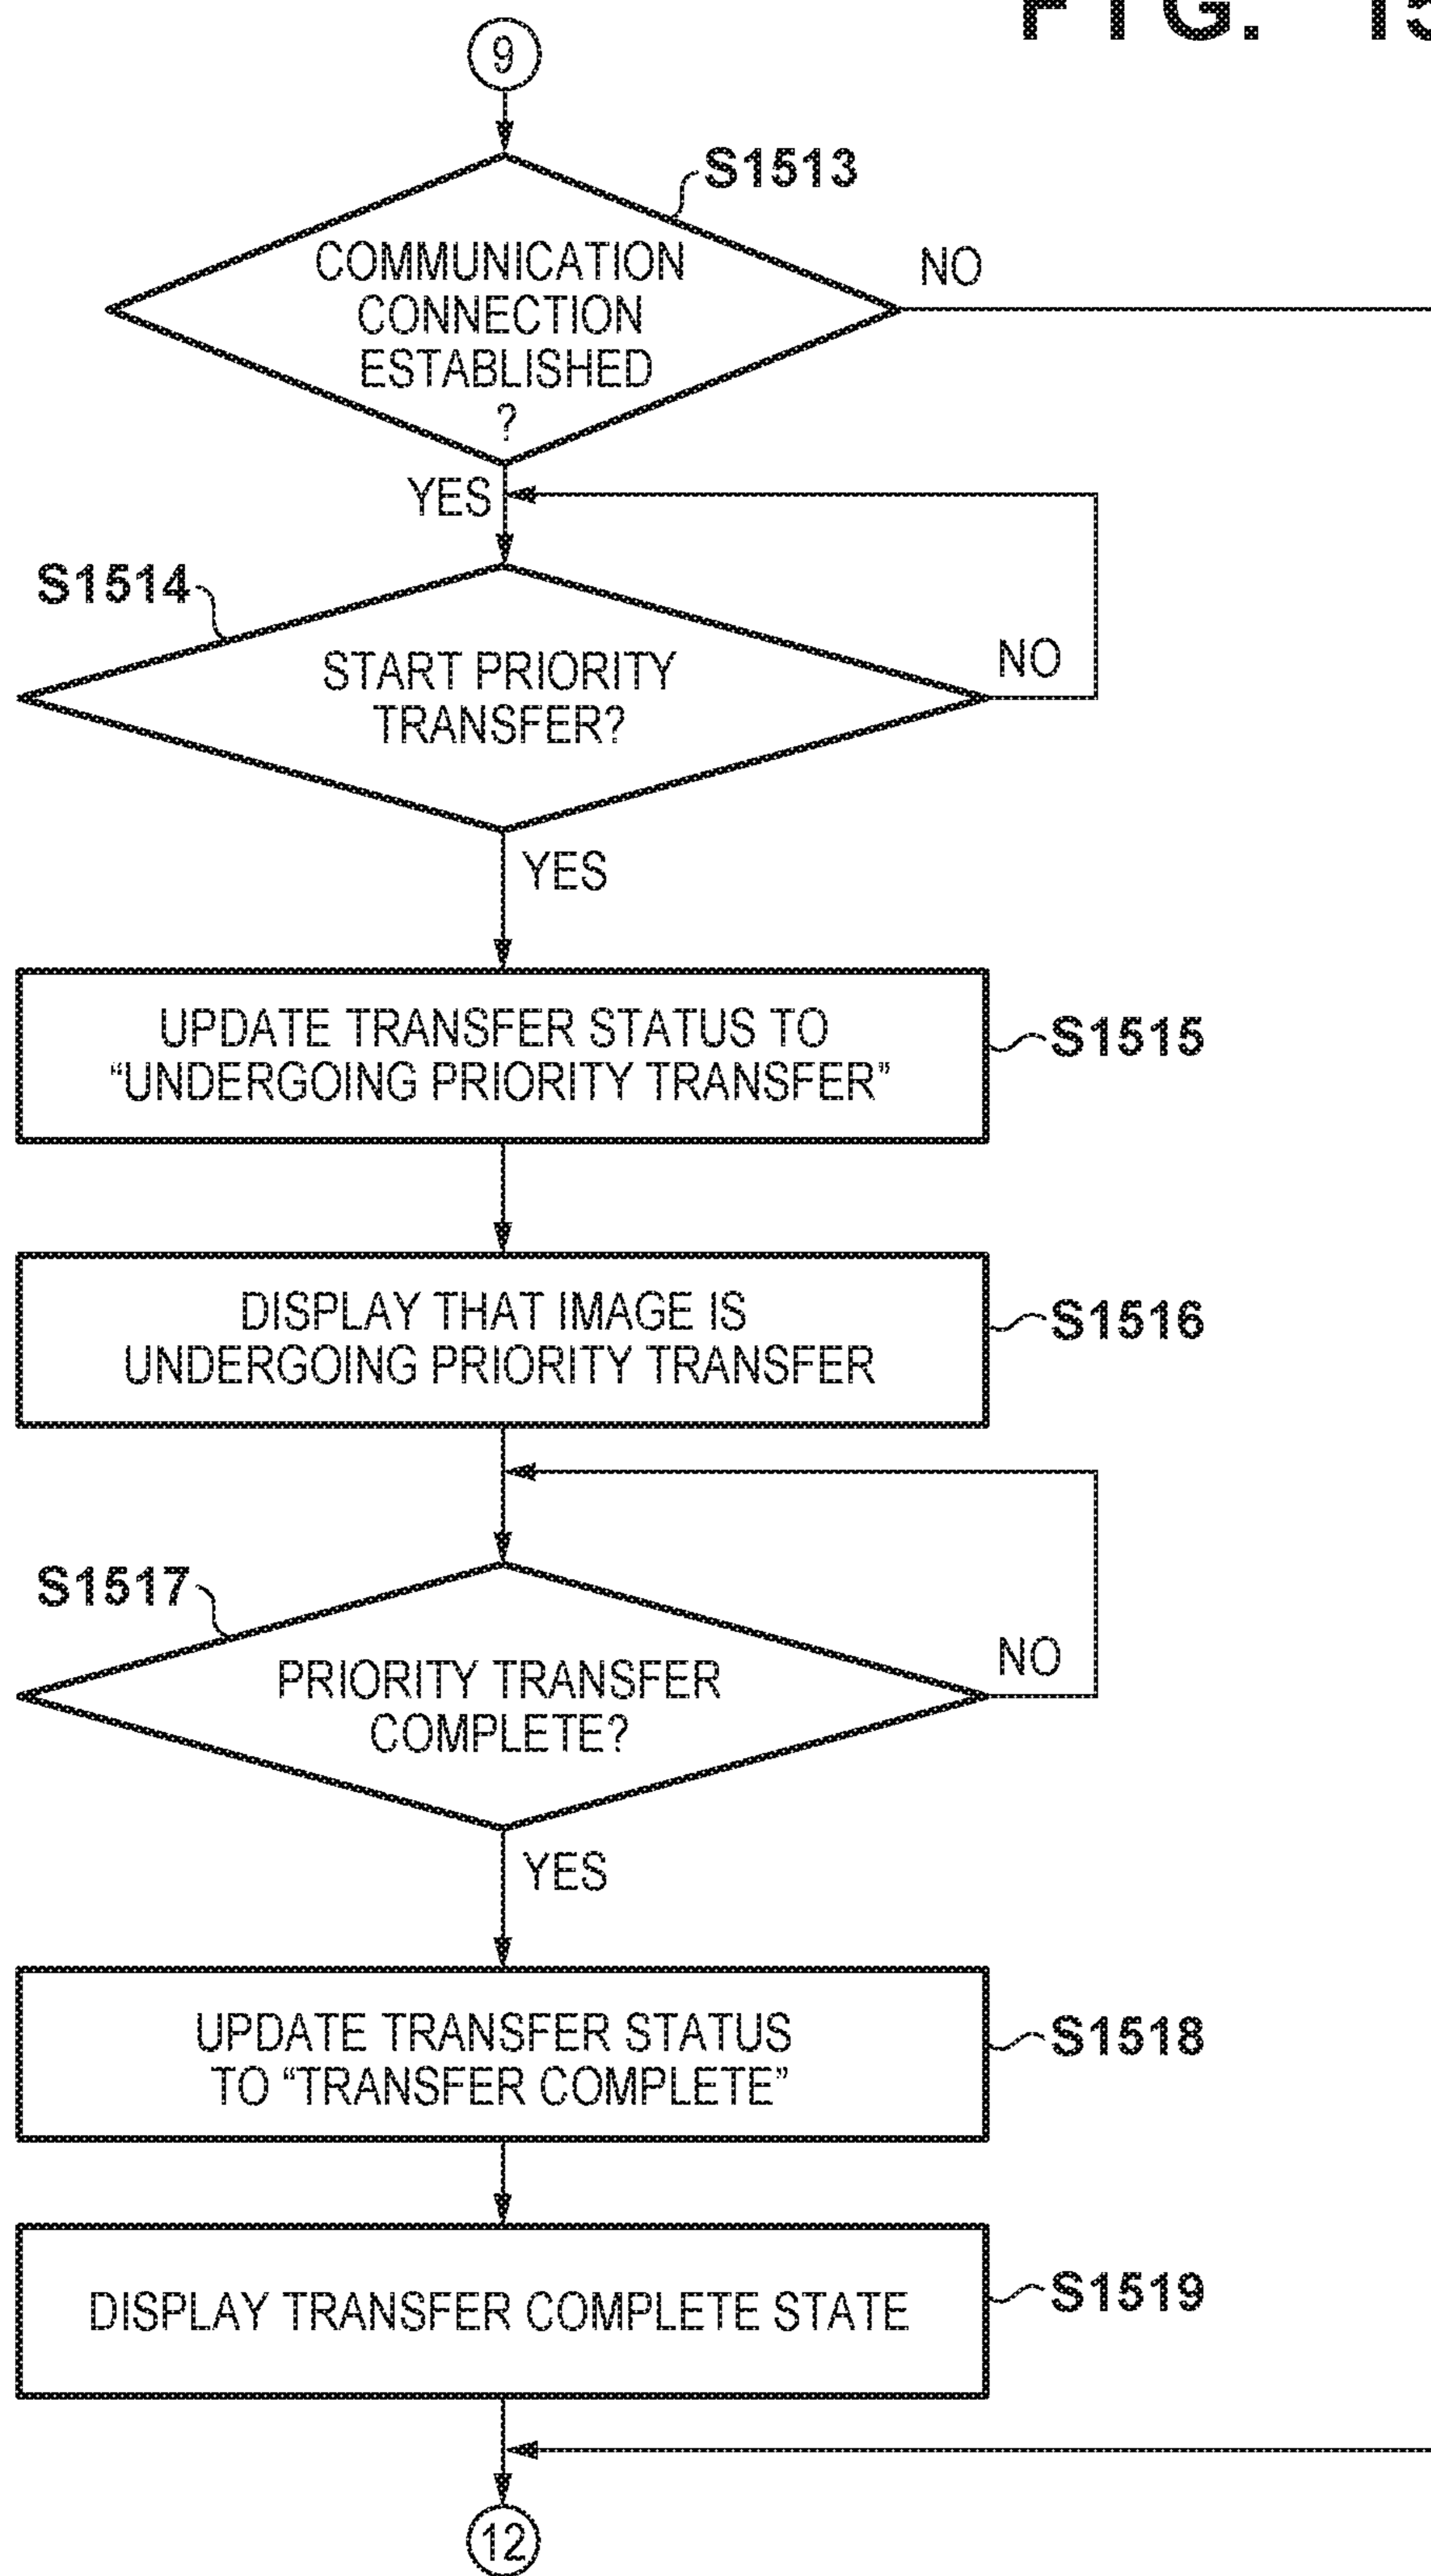 FIG. 15
9
S1513
COMMUNICATION
CONNECTION
ESTABLISHED
?
NO
YES
S1514
START PRIORITY
TRANSFER?
NO
YES
UPDATE TRANSFER STATUS TO
“UNDERGOING PRIORITY TRANSFER”
S1515
DISPLAY THAT IMAGE IS
UNDERGOING PRIORITY TRANSFER
S1516
S1517
PRIORITY TRANSFER
COMPLETE?
NO
YES
UPDATE TRANSFER STATUS
TO “TRANSFER COMPLETE”
S1518
DISPLAY TRANSFER COMPLETE STATE
S1519
12